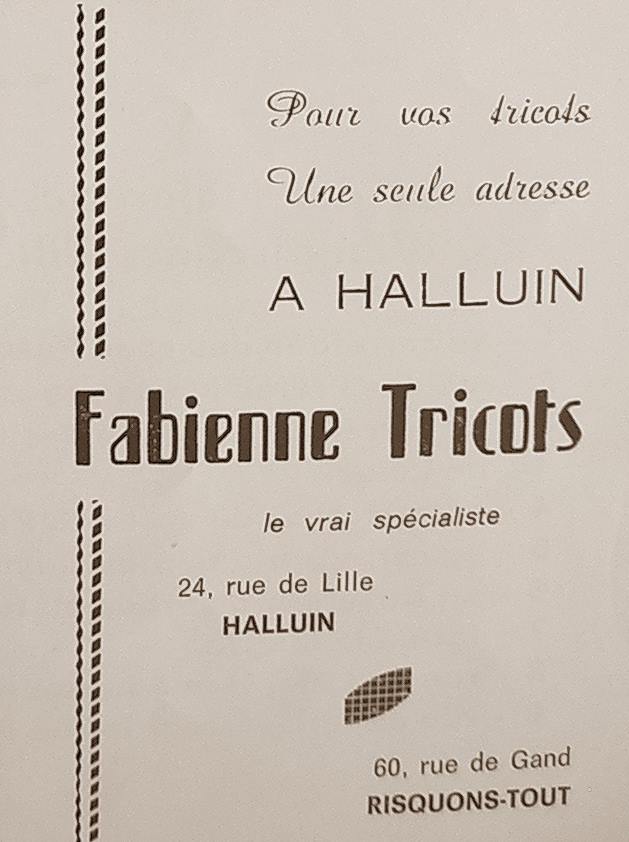 Pour vos tricots
Une seule adresse
A HALLUIN
Fabienne Tricots
le vrai spécialiste
24, rue de Lille
HALLUIN
60, rue de Gand
RISQUONS-TOUT